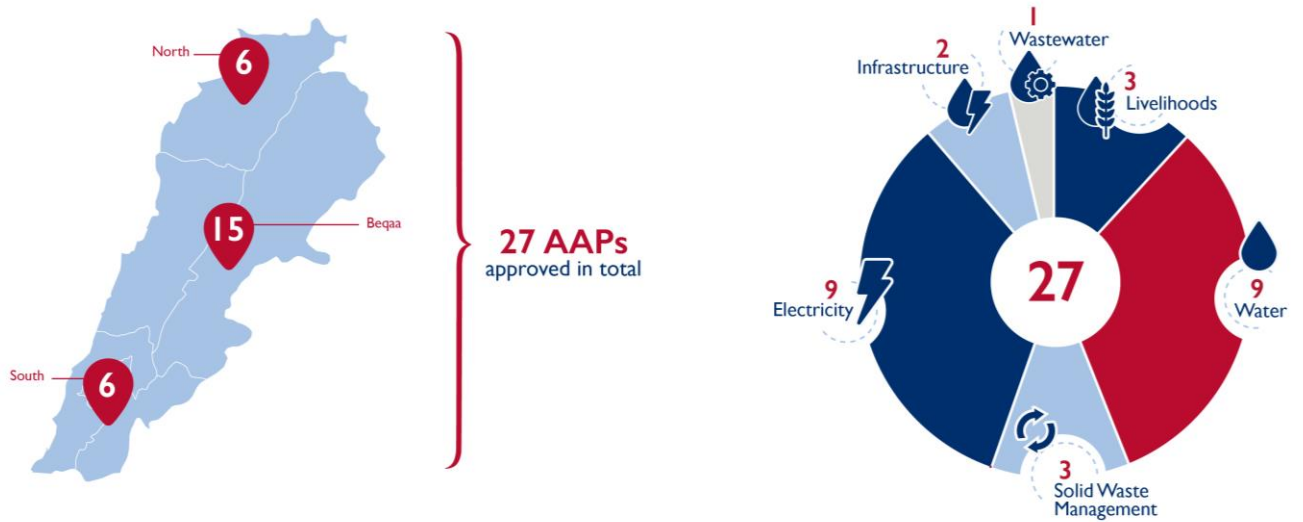 North
6
15
Beqaa
South
6
27 AAPs
approved in total
1
Wastewater
2
Infrastructure
3
Livelihoods
9
Electricity
27
9
Water
3
Solid Waste
Management